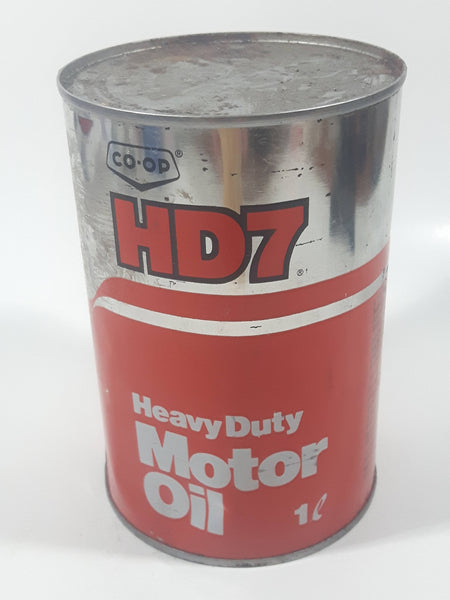 CO-OP®
HD7®
Heavy Duty
Motor
Oil
1ℓ